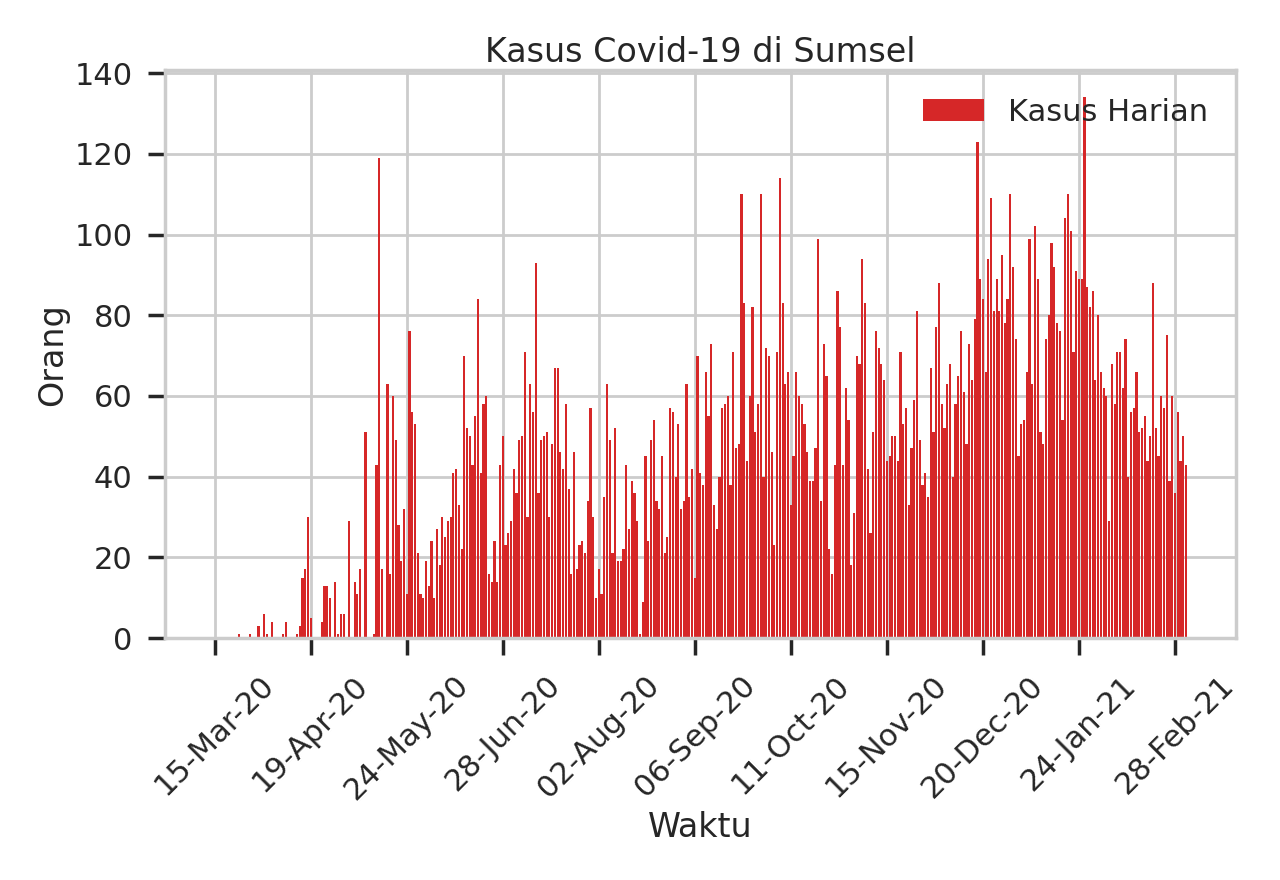 Kasus Covid-19 di Sumsel
Kasus Harian
Orang
140
120
100
80
60
40
20
0
15-Mar-20
19-Apr-20
24-May-20
28-Jun-20
02-Aug-20
06-Sep-20
11-Oct-20
15-Nov-20
20-Dec-20
24-Jan-21
28-Feb-21
Waktu